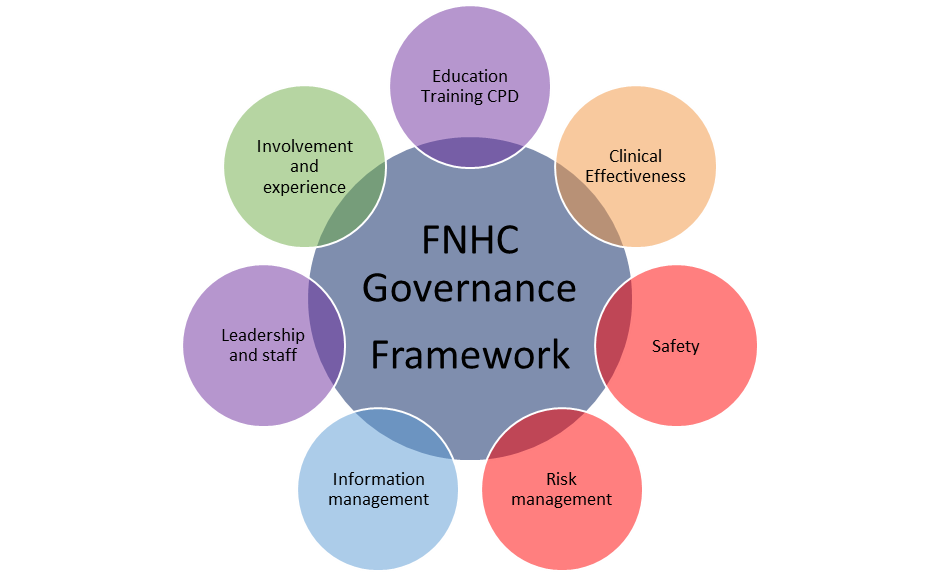 Education
Training CPD
Clinical
Effectiveness
Safety
Risk
management
Information
management
Leadership
and staff
Involvement
and
experience
FNHC
Governance
Framework